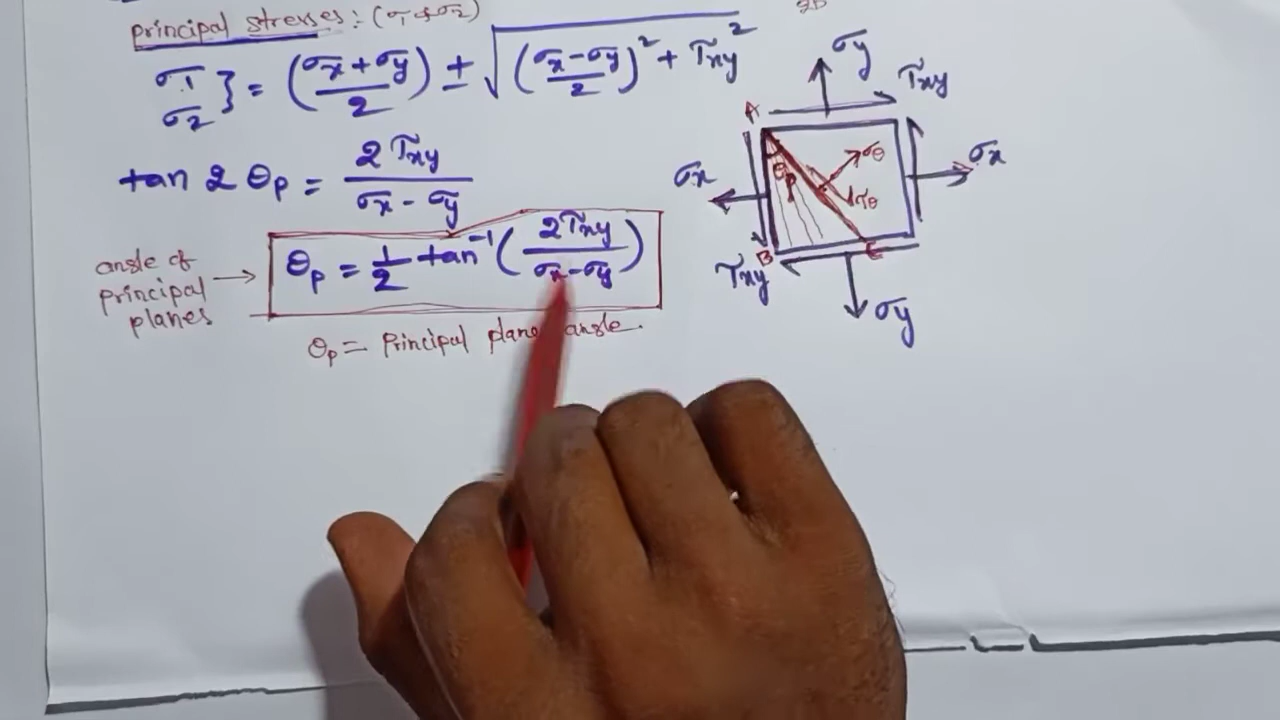 principal stresses: (σ1 & σ2)
2D
σ1 σ2 } = (σx+σy / 2) ± √((σx-σy / 2)² + τxy²)
tan 2θp = 2τxy / σx - σy
angle of principal planes → θp = 1/2 tan⁻¹ (2τxy / σx-σy)
θp = Principal plane angle.
σy
τxy
A
σx
σx
θ
P
σθ
τθ
B
C
τxy
σy